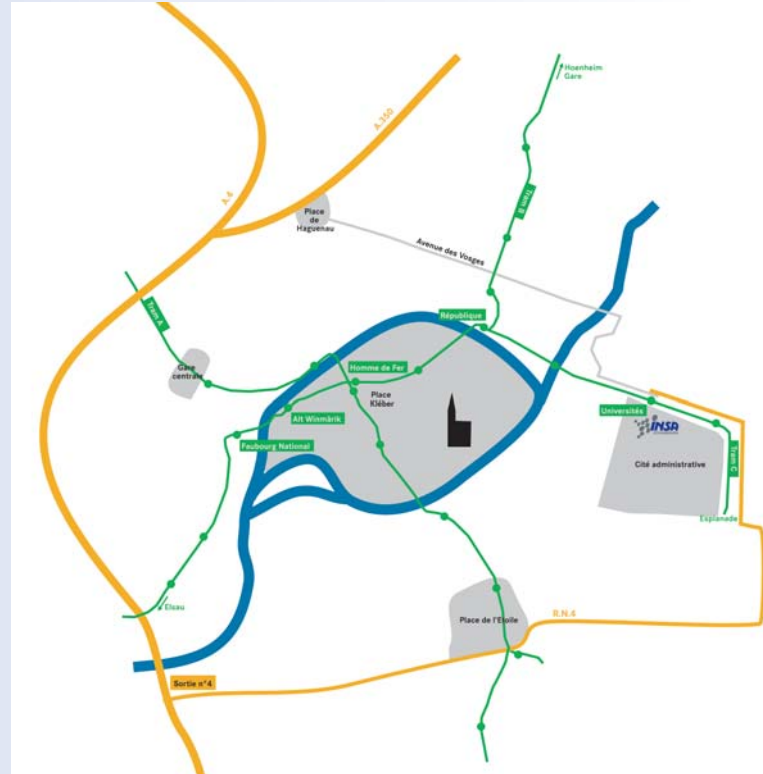 Hoenheim
Gare
A.350
A.4
Tram B
Place
de
Haguenau
Avenue des Vosges
Tram A
République
Gare
centrale
Homme de Fer
Place
Kléber
Alt Winmärik
Faubourg National
Universités
INSA
Cité administrative
Tram C
Esplanade
Elsau
Place de l'Etoile
R.N.4
Sortie n°4